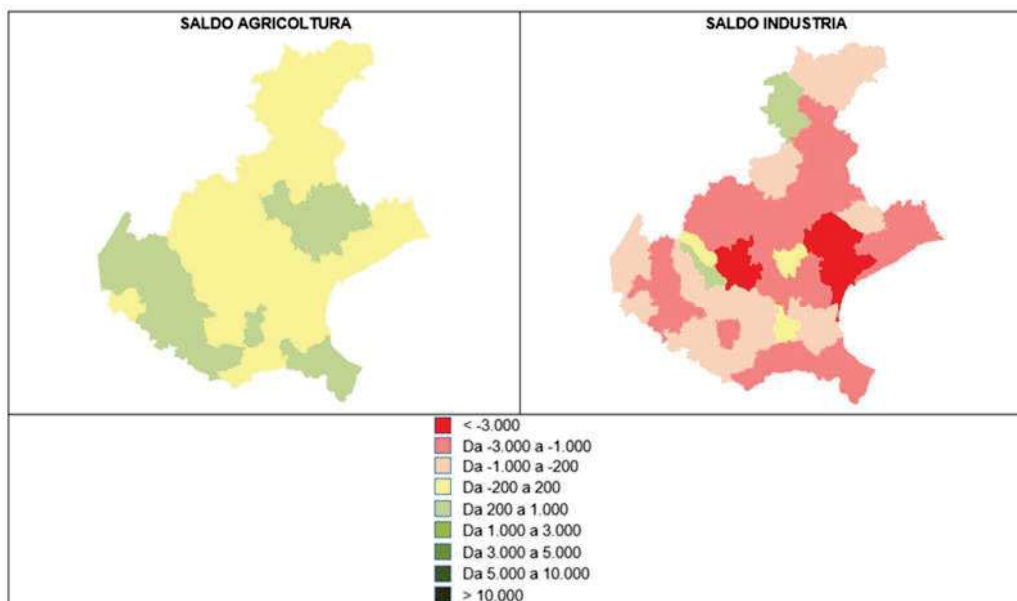 SALDO AGRICOLTURA
SALDO INDUSTRIA
< -3.000
Da -3.000 a -1.000
Da -1.000 a -200
Da -200 a 200
Da 200 a 1.000
Da 1.000 a 3.000
Da 3.000 a 5.000
Da 5.000 a 10.000
> 10.000